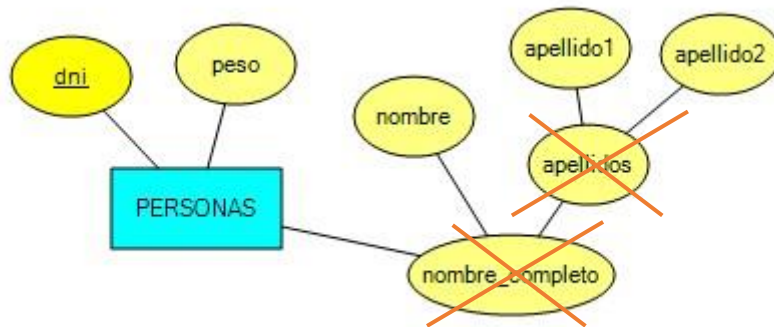 apellido1
apellido2
dni
peso
nombre
apellidos
PERSONAS
nombre_completo